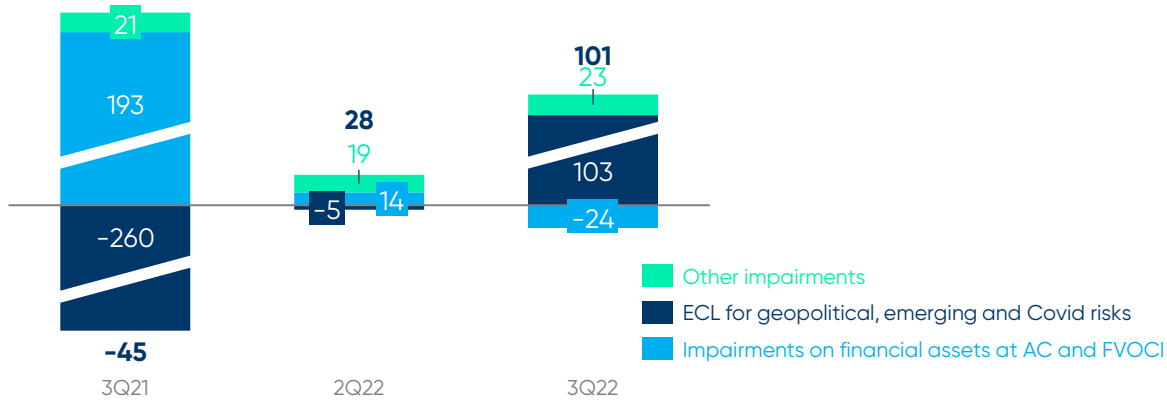 21
193
-260
-45
3Q21
28
19
-5
14
2Q22
101
23
103
-24
3Q22
Other impairments
ECL for geopolitical, emerging and Covid risks
Impairments on financial assets at AC and FVOCI